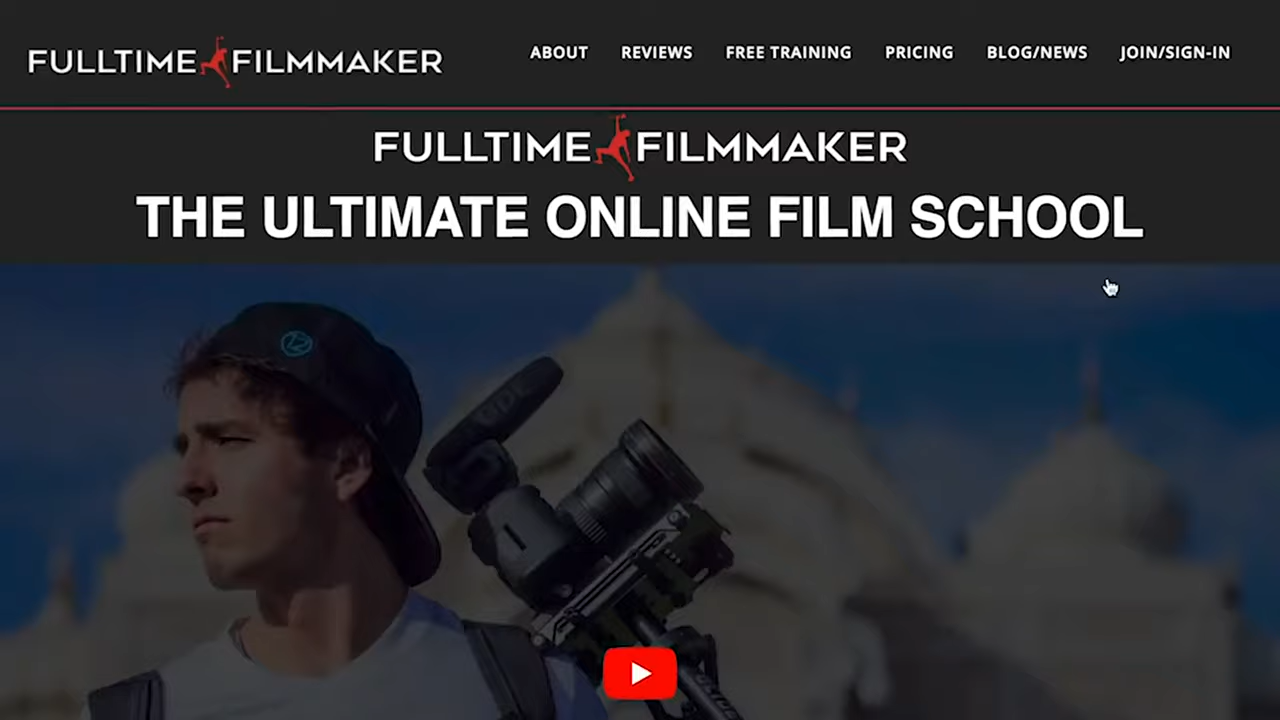 FULLTIME FILMMAKER
ABOUT REVIEWS FREE TRAINING PRICING BLOG/NEWS JOIN/SIGN-IN
FULLTIME FILMMAKER
THE ULTIMATE ONLINE FILM SCHOOL